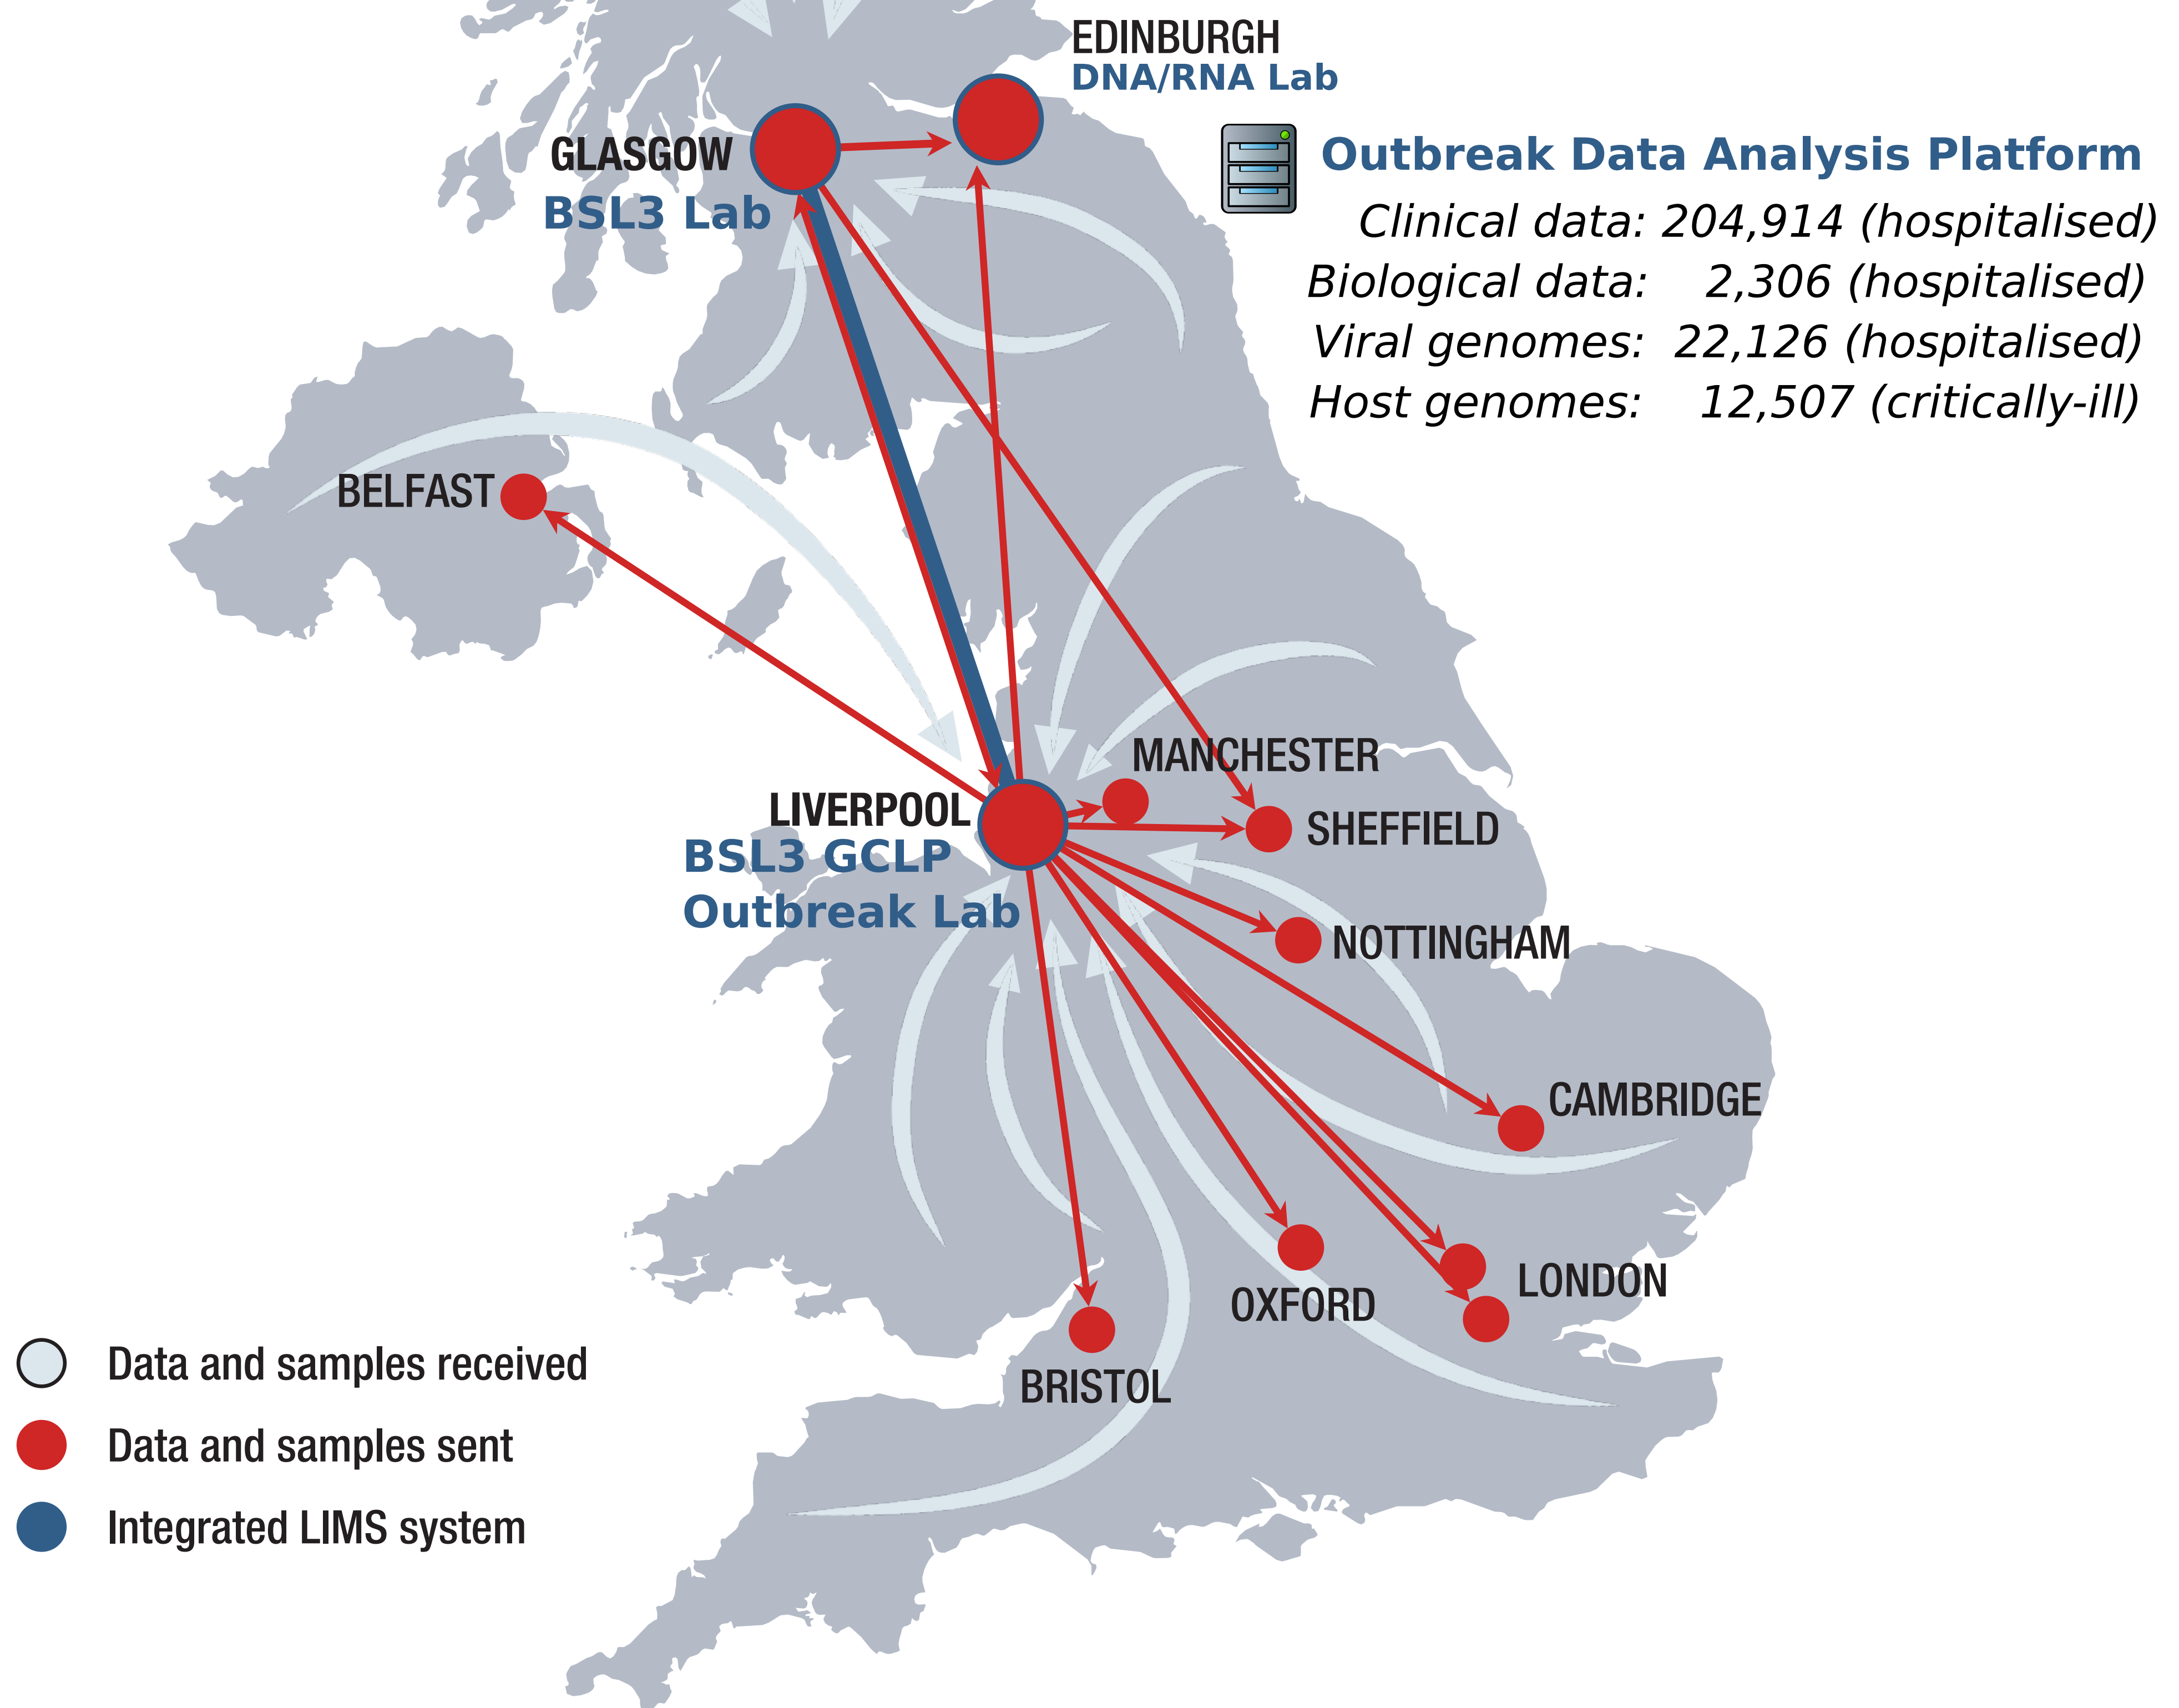 EDINBURGH
DNA/RNA Lab
GLASGOW
BSL3 Lab
Outbreak Data Analysis Platform
Clinical data: 204,914 (hospitalised)
Biological data: 2,306 (hospitalised)
Viral genomes: 22,126 (hospitalised)
Host genomes: 12,507 (critically-ill)
BELFAST
MANCHESTER
LIVERPOOL
BSL3 GCLP
Outbreak Lab
SHEFFIELD
NOTTINGHAM
CAMBRIDGE
LONDON
OXFORD
BRISTOL
Data and samples received
Data and samples sent
Integrated LIMS system